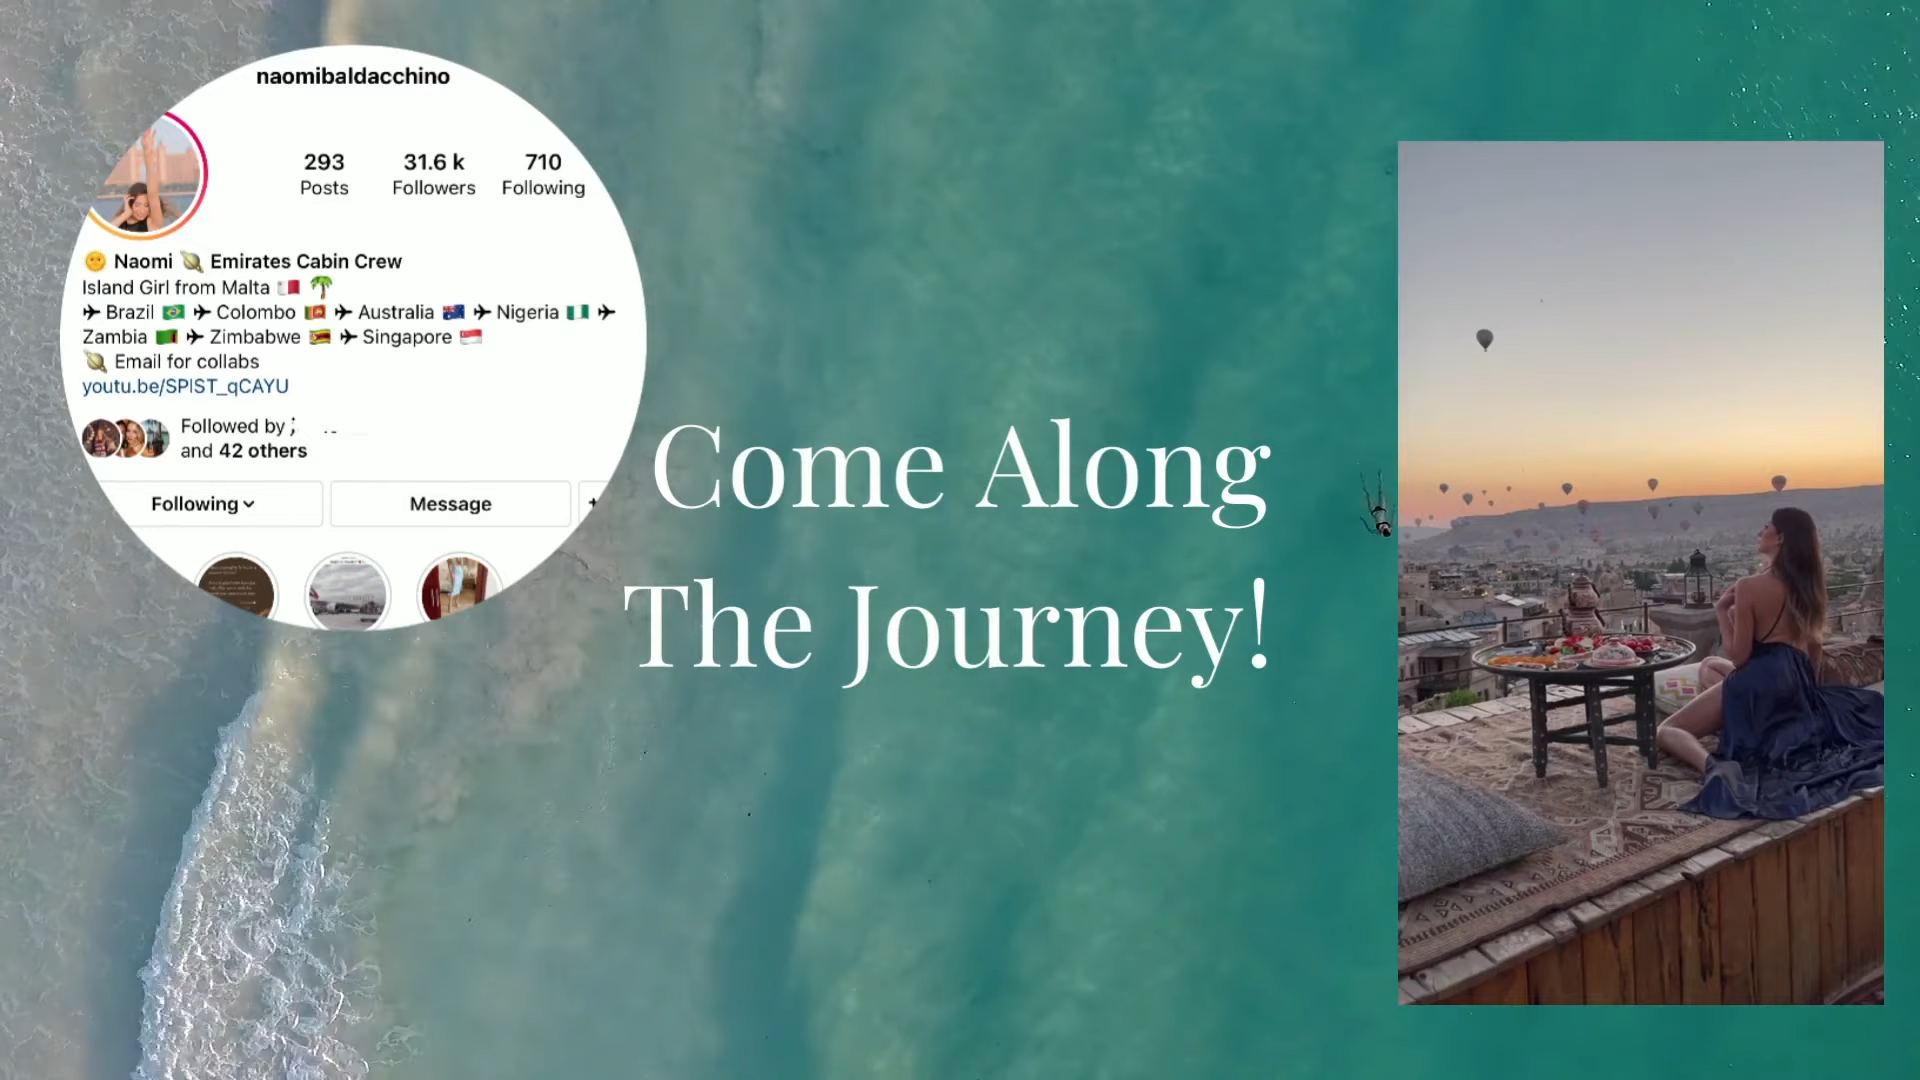 naomibaldacchino
293 31.6 k 710
Posts Followers Following
🌞 Naomi 🪐 Emirates Cabin Crew
Island Girl from Malta 🇲🇹 🌴
✈ Brazil 🇧🇷 ✈ Colombo 🇱🇰 ✈ Australia 🇦🇺 ✈ Nigeria 🇳🇬 ✈
Zambia 🇿🇲 ✈ Zimbabwe 🇿🇼 ✈ Singapore 🇸🇬
🪐 Email for collabs
youtu.be/SPIST_qCAYU
Followed by
and 42 others
Following Message
Come Along
The Journey!